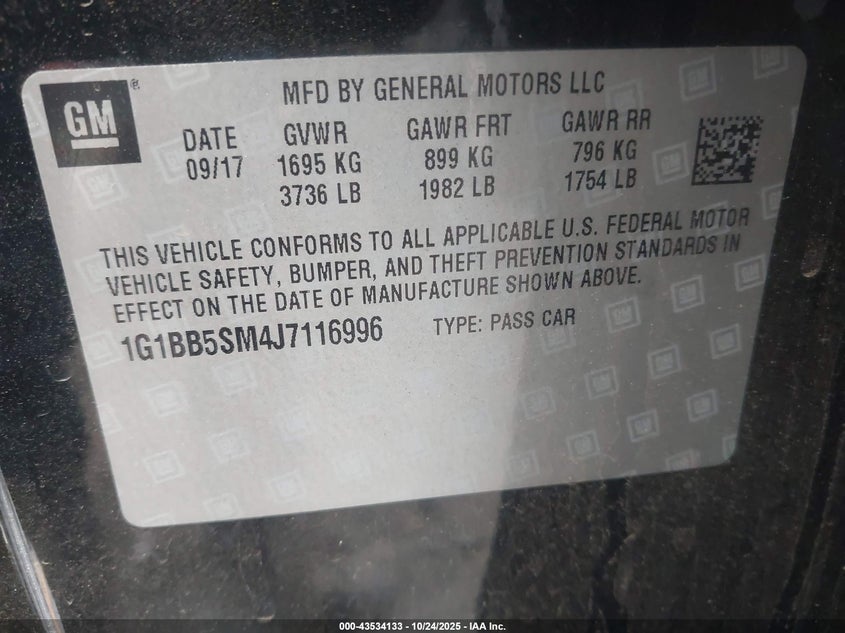 GM ®
MFD BY GENERAL MOTORS LLC
DATE GVWR GAWR FRT GAWR RR
09/17 1695 KG 899 KG 796 KG
3736 LB 1982 LB 1754 LB
THIS VEHICLE CONFORMS TO ALL APPLICABLE U.S. FEDERAL MOTOR
VEHICLE SAFETY, BUMPER, AND THEFT PREVENTION STANDARDS IN
EFFECT ON THE DATE OF MANUFACTURE SHOWN ABOVE.
1G1BB5SM4J7116996 TYPE: PASS CAR
000-43534133 - 10/24/2025 - IAA Inc.